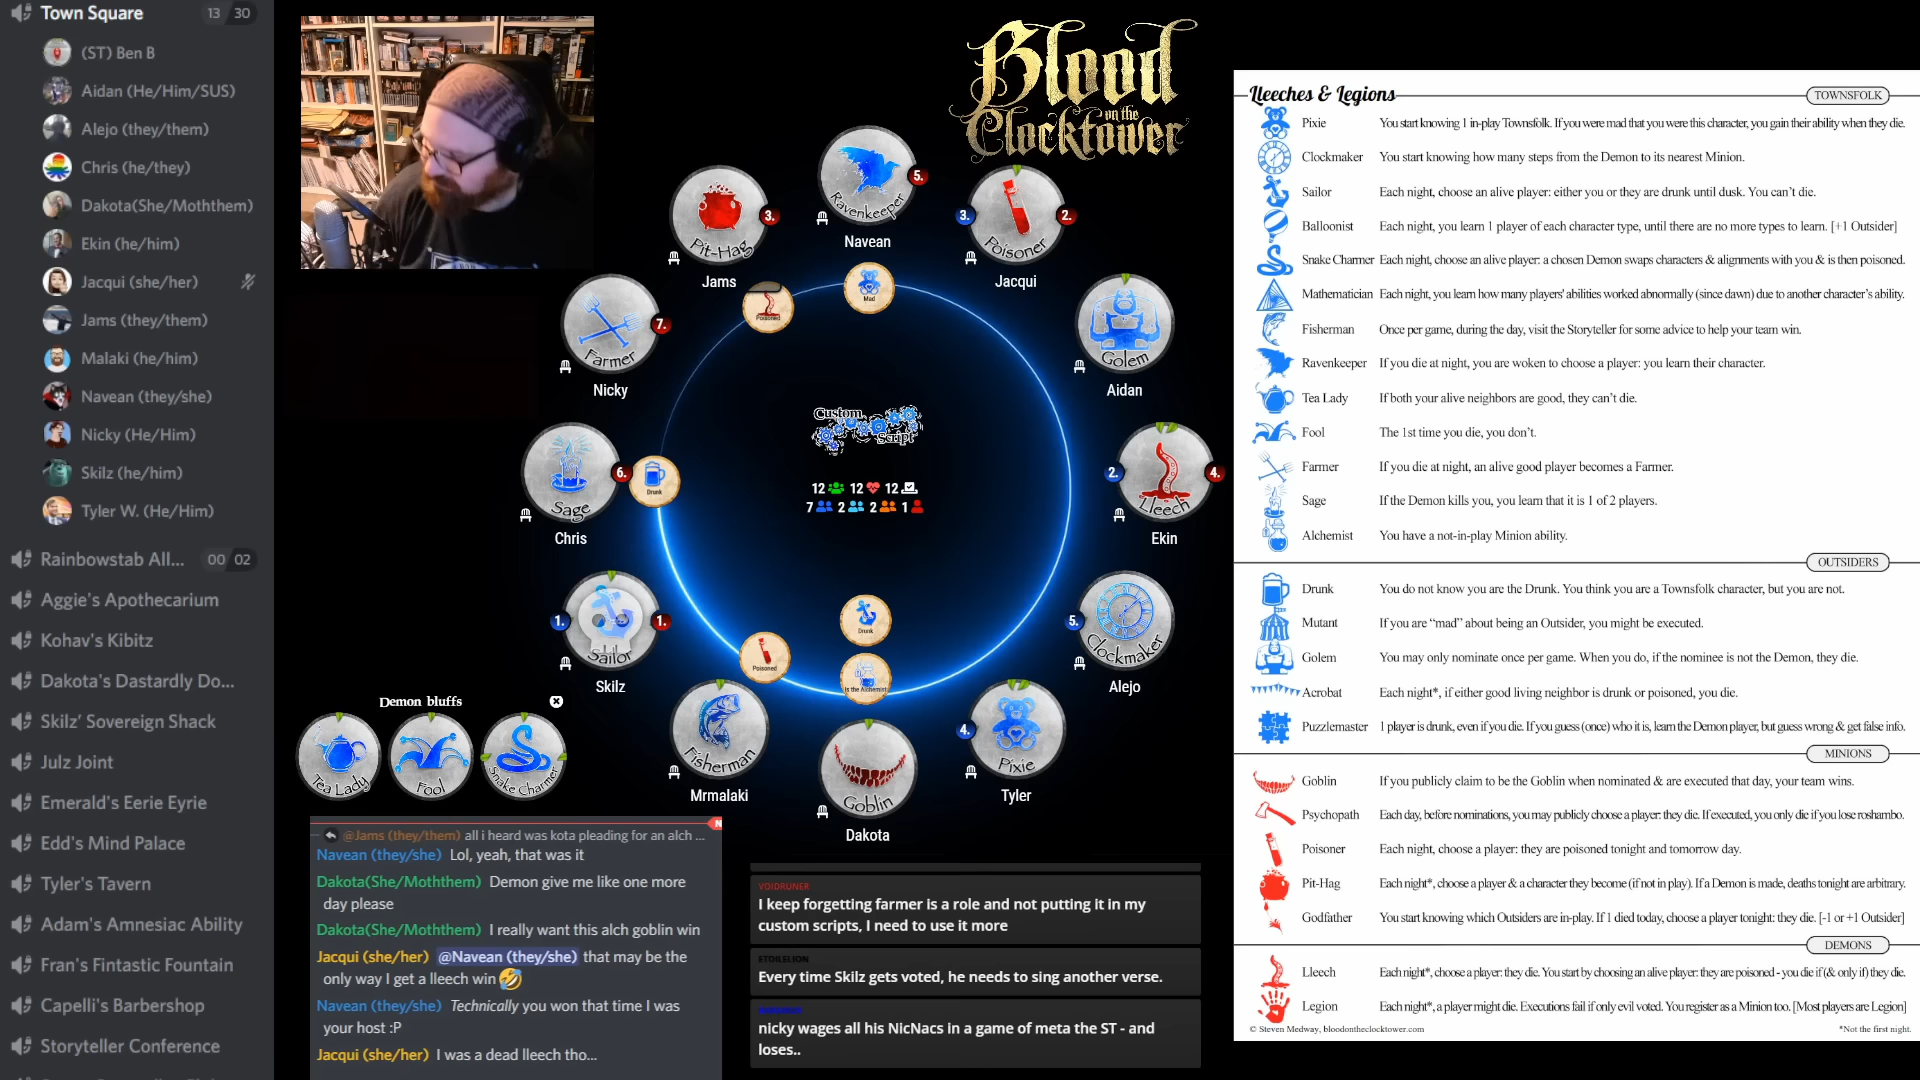 Town Square 13 30
(ST) Ben B
Aidan (He/Him/SUS)
Alejo (they/them)
Chris (he/they)
Dakota(She/Moththem)
Ekin (he/him)
Jacqui (she/her)
Jams (they/them)
Malaki (he/him)
Navean (they/she)
Nicky (He/Him)
Skilz (he/him)
Tyler W. (He/Him)
Rainbowstab All... 00 02
Aggie's Apothecarium
Kohav's Kibitz
Dakota's Dastardly Do...
Skilz' Sovereign Shack
Julz Joint
Emerald's Eerie Eyrie
Edd's Mind Palace
Tyler's Tavern
Adam's Amnesiac Ability
Fran's Fintastic Fountain
Capelli's Barbershop
Storyteller Conference
Blood
on the
Clocktower
Ravenkeeper
5.
Navean
Pit-Hag
3.
Jams
3.
Poisoner
2.
Jacqui
Mad
Poisoned
Farmer
7.
Nicky
Golem
Aidan
Custom
Script
12 12 12
7 2 2 1
Sage
6.
Drunk
Chris
2.
Lleech
4.
Ekin
1.
Sailor
1.
Skilz
Drunk
Poisoned
Is the Alchemist
5.
Clockmaker
Alejo
Fisherman
Mrmalaki
Goblin
Dakota
4.
Pixie
Tyler
Demon bluffs
Tea Lady
Fool
Snake Charmer
@Jams (they/them) all i heard was kota pleading for an alch ...
Navean (they/she) Lol, yeah, that was it
Dakota(She/Moththem) Demon give me like one more
day please
Dakota(She/Moththem) I really want this alch goblin win
Jacqui (she/her) @Navean (they/she) that may be the
only way I get a lleech win 🤣
Navean (they/she) Technically you won that time I was
your host :P
Jacqui (she/her) I was a dead lleech tho...
VOIDRUNER
I keep forgetting farmer is a role and not putting it in my
custom scripts, I need to use it more
ETOILELION
Every time Skilz gets voted, he needs to sing another verse.
nicky wages all his NicNacs in a game of meta the ST - and
loses..
Lleeches & Legions
TOWNSFOLK
Pixie You start knowing 1 in-play Townsfolk. If you were mad that you were this character, you gain their ability when they die.
Clockmaker You start knowing how many steps from the Demon to its nearest Minion.
Sailor Each night, choose an alive player: either you or they are drunk until dusk. You can't die.
Balloonist Each night, you learn 1 player of each character type, until there are no more types to learn. [+1 Outsider]
Snake Charmer Each night, choose an alive player: a chosen Demon swaps characters & alignments with you & is then poisoned.
Mathematician Each night, you learn how many players' abilities worked abnormally (since dawn) due to another character's ability.
Fisherman Once per game, during the day, visit the Storyteller for some advice to help your team win.
Ravenkeeper If you die at night, you are woken to choose a player: you learn their character.
Tea Lady If both your alive neighbors are good, they can't die.
Fool The 1st time you die, you don't.
Farmer If you die at night, an alive good player becomes a Farmer.
Sage If the Demon kills you, you learn that it is 1 of 2 players.
Alchemist You have a not-in-play Minion ability.
OUTSIDERS
Drunk You do not know you are the Drunk. You think you are a Townsfolk character, but you are not.
Mutant If you are "mad" about being an Outsider, you might be executed.
Golem You may only nominate once per game. When you do, if the nominee is not the Demon, they die.
Acrobat Each night*, if either good living neighbor is drunk or poisoned, you die.
Puzzlemaster 1 player is drunk, even if you die. If you guess (once) who it is, learn the Demon player, but guess wrong & get false info.
MINIONS
Goblin If you publicly claim to be the Goblin when nominated & are executed that day, your team wins.
Psychopath Each day, before nominations, you may publicly choose a player: they die. If executed, you only die if you lose roshambo.
Poisoner Each night, choose a player: they are poisoned tonight and tomorrow day.
Pit-Hag Each night*, choose a player & a character they become (if not in play). If a Demon is made, deaths tonight are arbitrary.
Godfather You start knowing which Outsiders are in-play. If 1 died today, choose a player tonight: they die. [-1 or +1 Outsider]
DEMONS
Lleech Each night*, choose a player: they die. You start by choosing an alive player: they are poisoned - you die if (& only if) they die.
Legion Each night*, a player might die. Executions fail if only evil voted. You register as a Minion too. [Most players are Legion]
© Steven Medway, bloodontheclocktower.com *Not the first night.